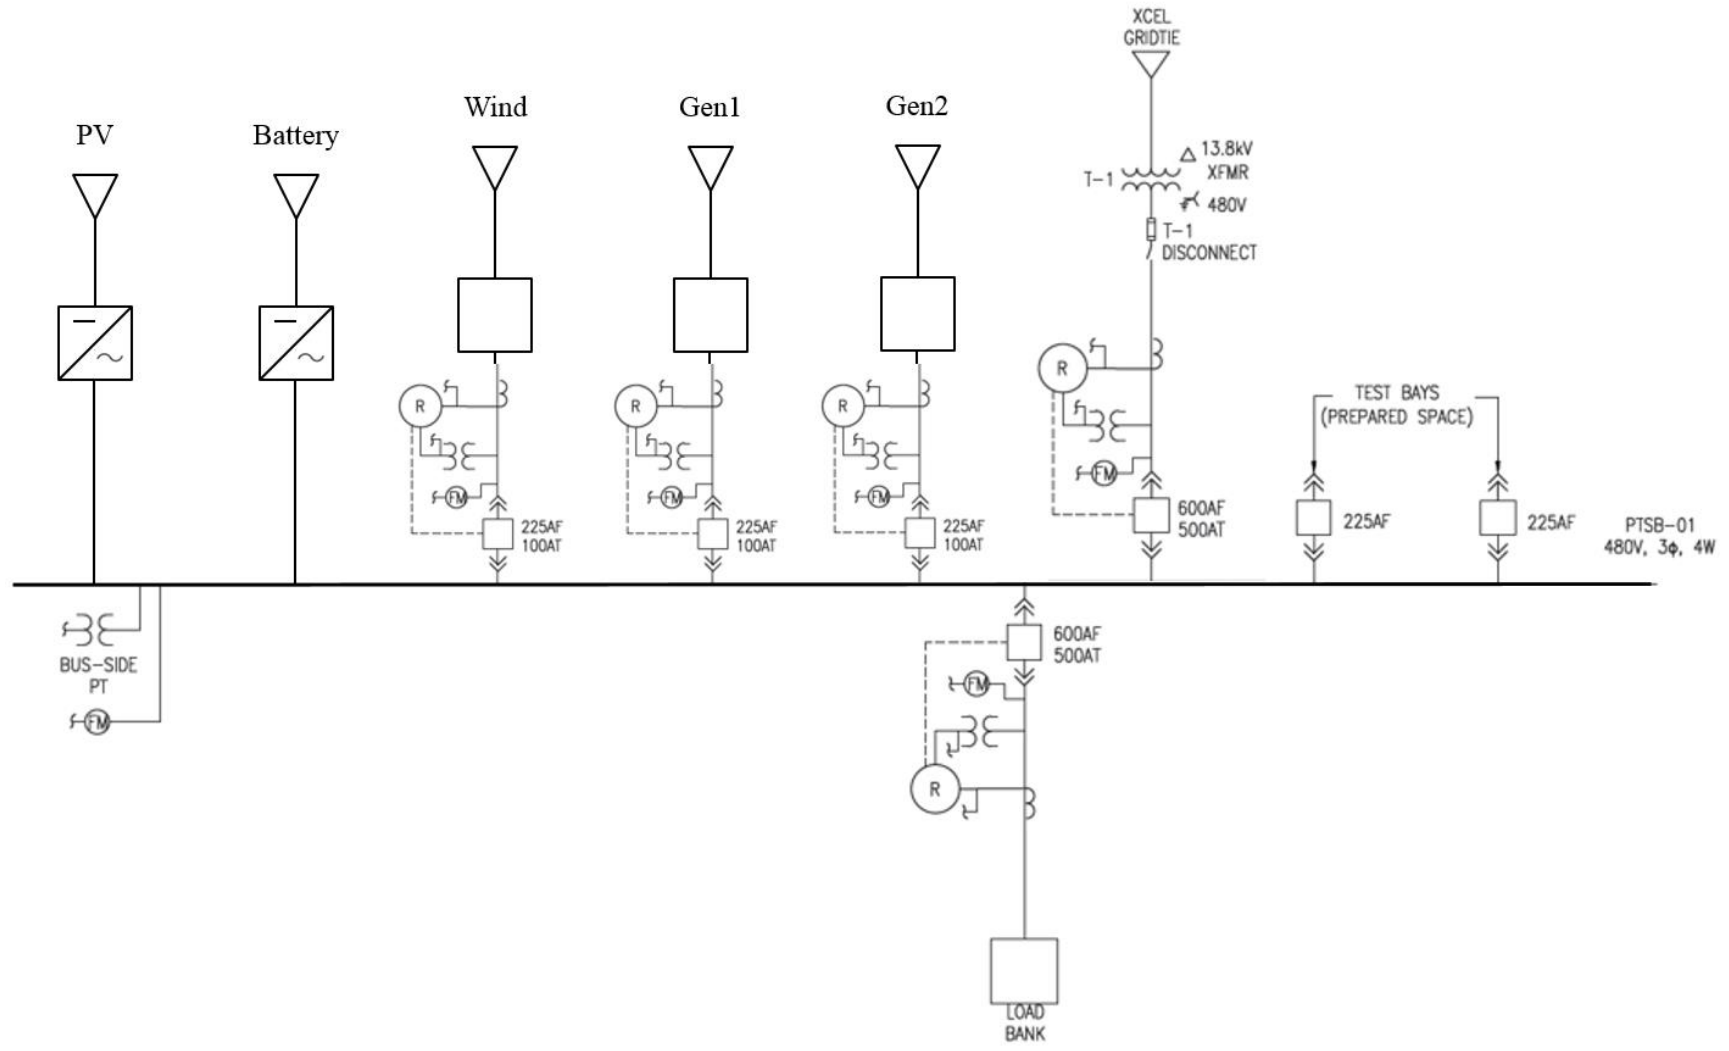 XCEL
GRIDTIE
PV
Battery
Wind
Gen1
Gen2
T-1
△ 13.8kV
XFMR
480V
T-1
DISCONNECT
R
R
R
R
FM
FM
FM
FM
225AF
100AT
225AF
100AT
225AF
100AT
600AF
500AT
TEST BAYS
(PREPARED SPACE)
225AF
225AF
PTSB-01
480V, 3ϕ, 4W
BUS-SIDE
PT
FM
600AF
500AT
FM
R
LOAD
BANK